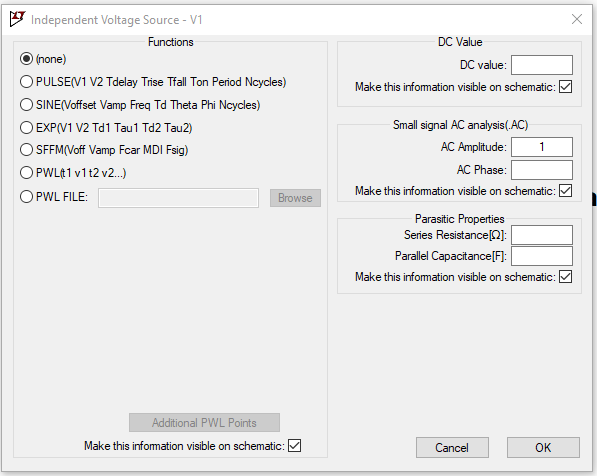 Independent Voltage Source - V1
Functions
(none)
PULSE(V1 V2 Tdelay Trise Tfall Ton Period Ncycles)
SINE(Voffset Vamp Freq Td Theta Phi Ncycles)
EXP(V1 V2 Td1 Tau1 Td2 Tau2)
SFFM(Voff Vamp Fcar MDI Fsig)
PWL(t1 v1 t2 v2...)
PWL FILE:
Browse
Additional PWL Points
Make this information visible on schematic:
DC Value
DC value:
Make this information visible on schematic:
Small signal AC analysis(.AC)
AC Amplitude: 1
AC Phase:
Make this information visible on schematic:
Parasitic Properties
Series Resistance[Ω]:
Parallel Capacitance[F]:
Make this information visible on schematic:
Cancel
OK